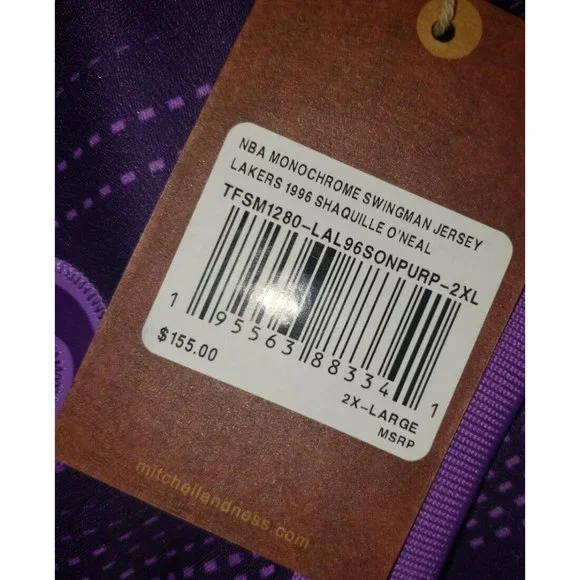 NBA MONOCHROME SWINGMAN JERSEY
LAKERS 1996 SHAQUILLE O'NEAL
TFSM1280-LAL96SONPURP-2XL
1 95563 88334 1
$155.00
2X-LARGE
MSRP
mitchellandness.com